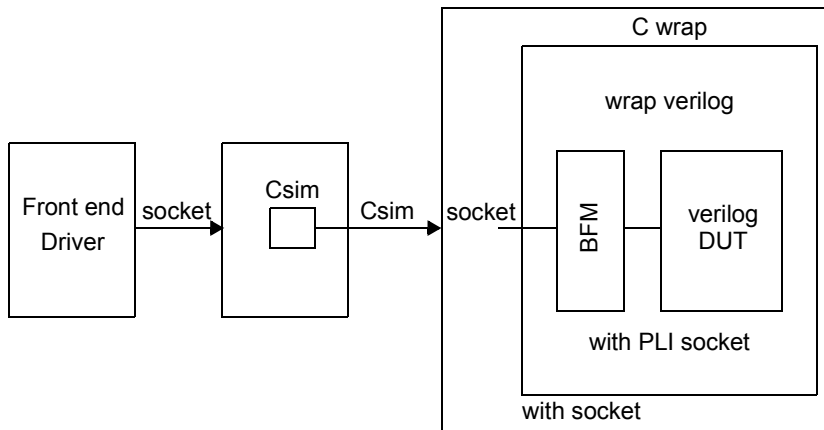 C wrap
wrap verilog
Csim
Front end
Driver
socket
Csim
socket
BFM
verilog
DUT
with PLI socket
with socket